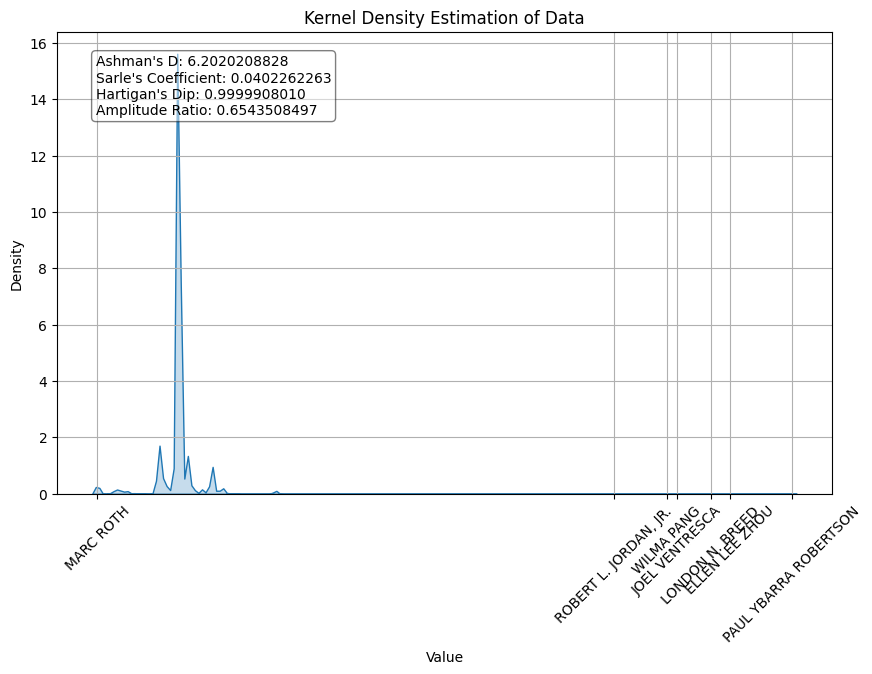 Kernel Density Estimation of Data
Ashman's D: 6.2020208828
Sarle's Coefficient: 0.0402262263
Hartigan's Dip: 0.9999908010
Amplitude Ratio: 0.6543508497
16
14
12
10
8
6
4
2
0
Density
MARC ROTH
ROBERT L. JORDAN, JR.
WILMA PANG
JOEL VENTRESCA
LONDON N. BREED
ELLEN LEE ZHOU
PAUL YBARRA ROBERTSON
Value